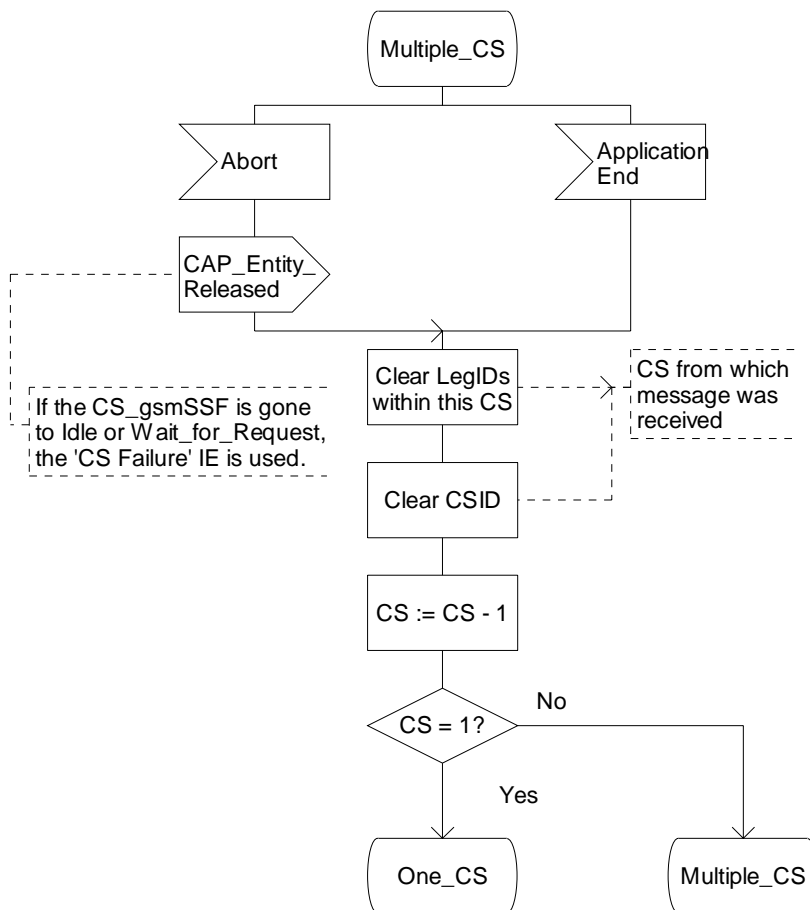 Multiple_CS
Abort
Application
End
CAP_Entity_
Released
Clear LegIDs
within this CS
CS from which
message was
received
If the CS_gsmSSF is gone
to Idle or Wait_for_Request,
the 'CS Failure' IE is used.
Clear CSID
CS := CS - 1
CS = 1?
No
Yes
One_CS
Multiple_CS